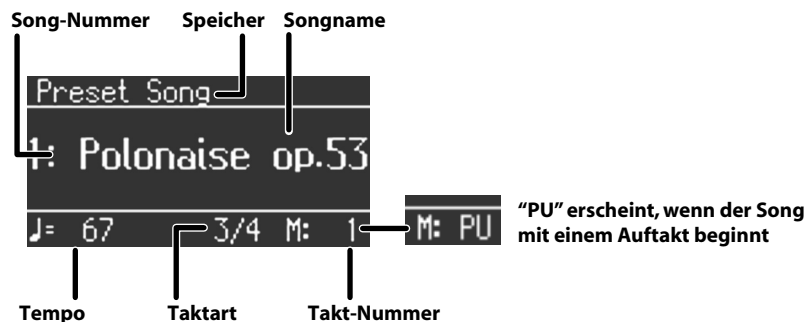 Song-Nummer Speicher Songname
Preset Song
1: Polonaise op.53
♩= 67 3/4 M: 1
M: PU
“PU” erscheint, wenn der Song
mit einem Auftakt beginnt
Tempo Taktart Takt-Nummer